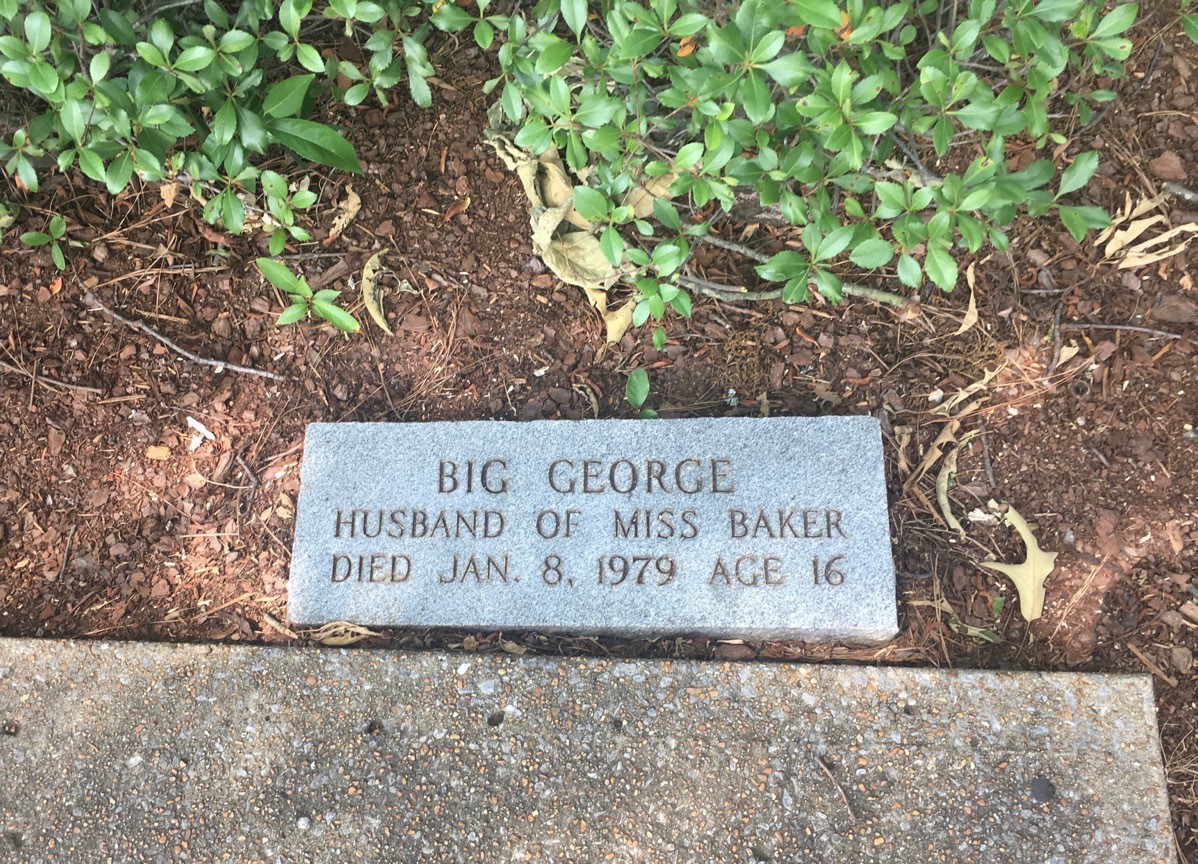 BIG GEORGE
HUSBAND OF MISS BAKER
DIED JAN. 8, 1979 AGE 16